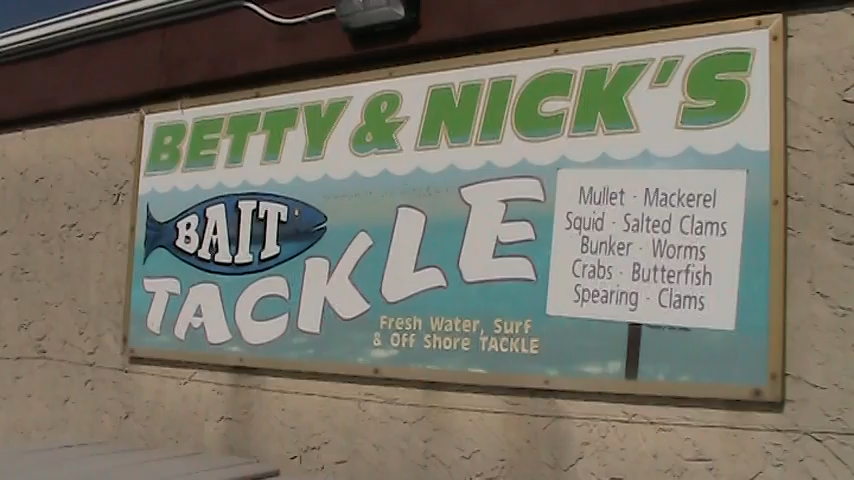 BETTY & NICK'S
BAIT
TACKLE
Fresh Water, Surf
& Off Shore TACKLE
Mullet · Mackerel
Squid · Salted Clams
Bunker · Worms
Crabs · Butterfish
Spearing · Clams